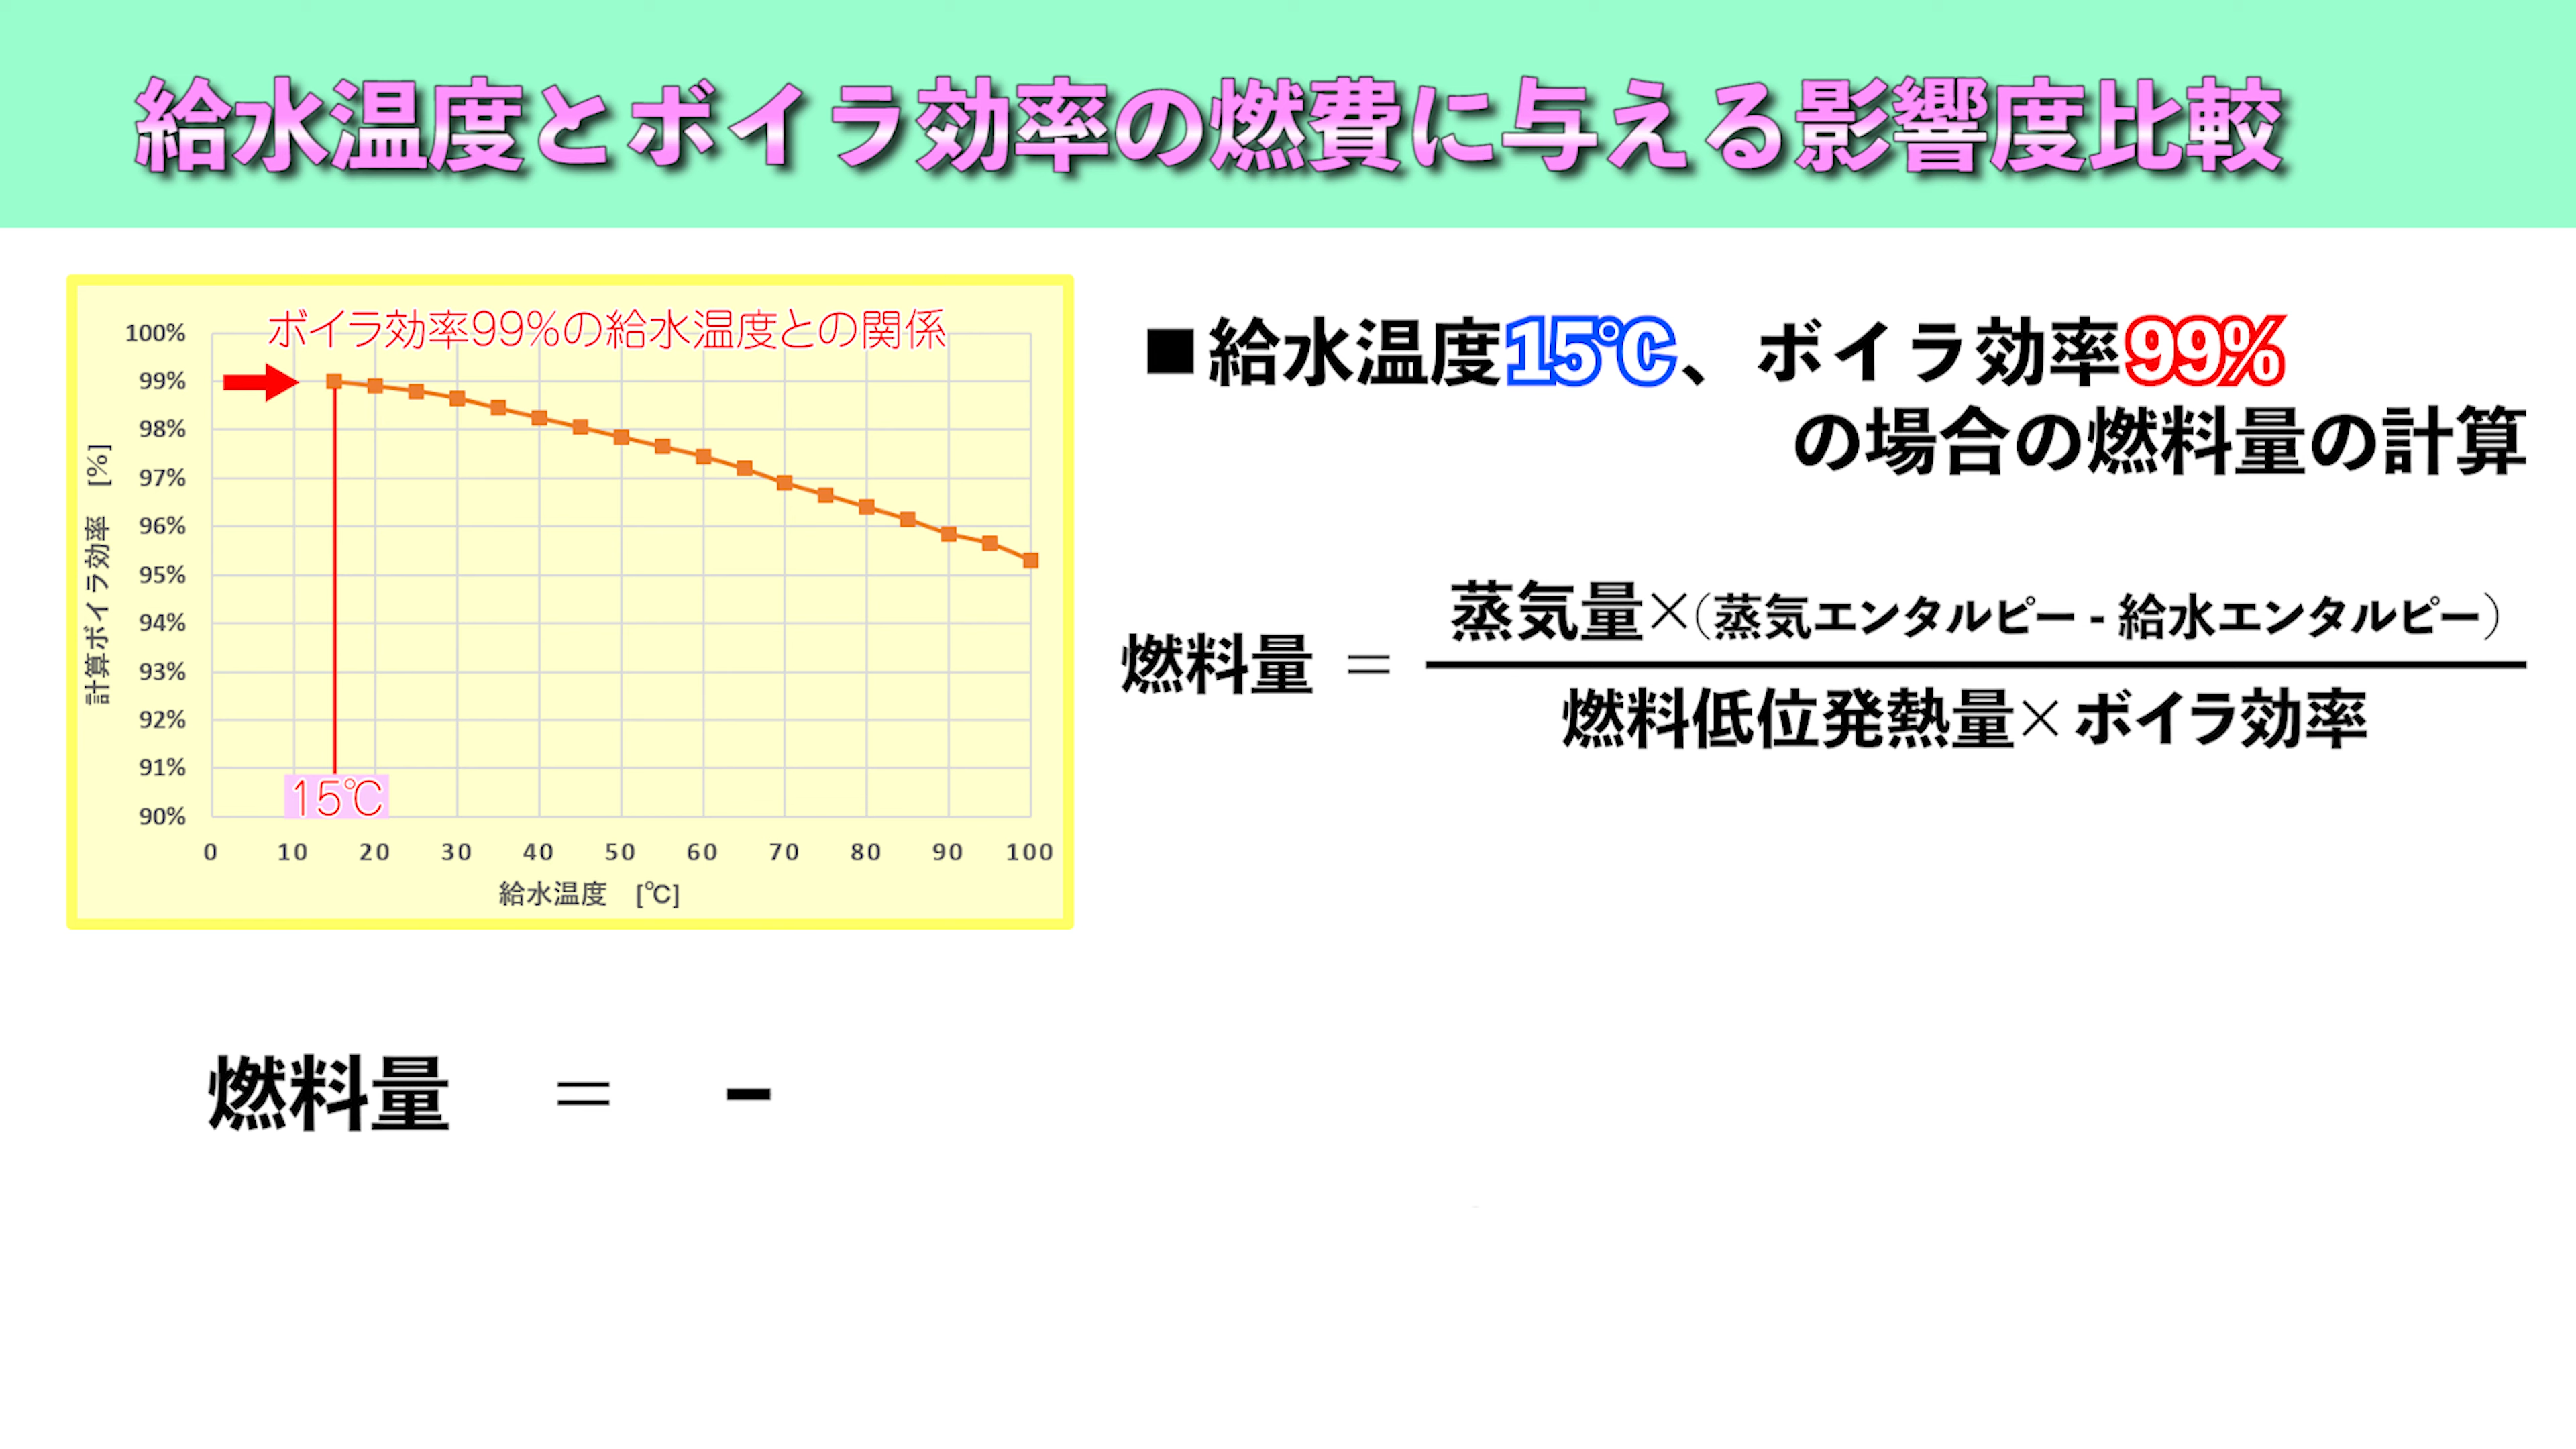 給水温度とボイラ効率の燃費に与える影響度比較
ボイラ効率99%の給水温度との関係
100%
99%
98%
97%
96%
95%
94%
93%
92%
91%
90%
計算ボイラ効率 [%]
15℃
0 10 20 30 40 50 60 70 80 90 100
給水温度 [℃]
■給水温度15℃、ボイラ効率99%
の場合の燃料量の計算
蒸気量×(蒸気エンタルピー - 給水エンタルピー)
燃料量 =
燃料低位発熱量×ボイラ効率
燃料量 = -